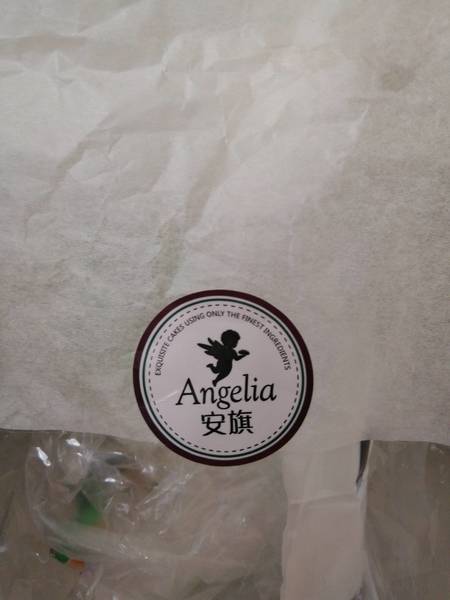 EXQUISITE CAKES USING ONLY THE FINEST INGREDIENTS
Angelia
安旗